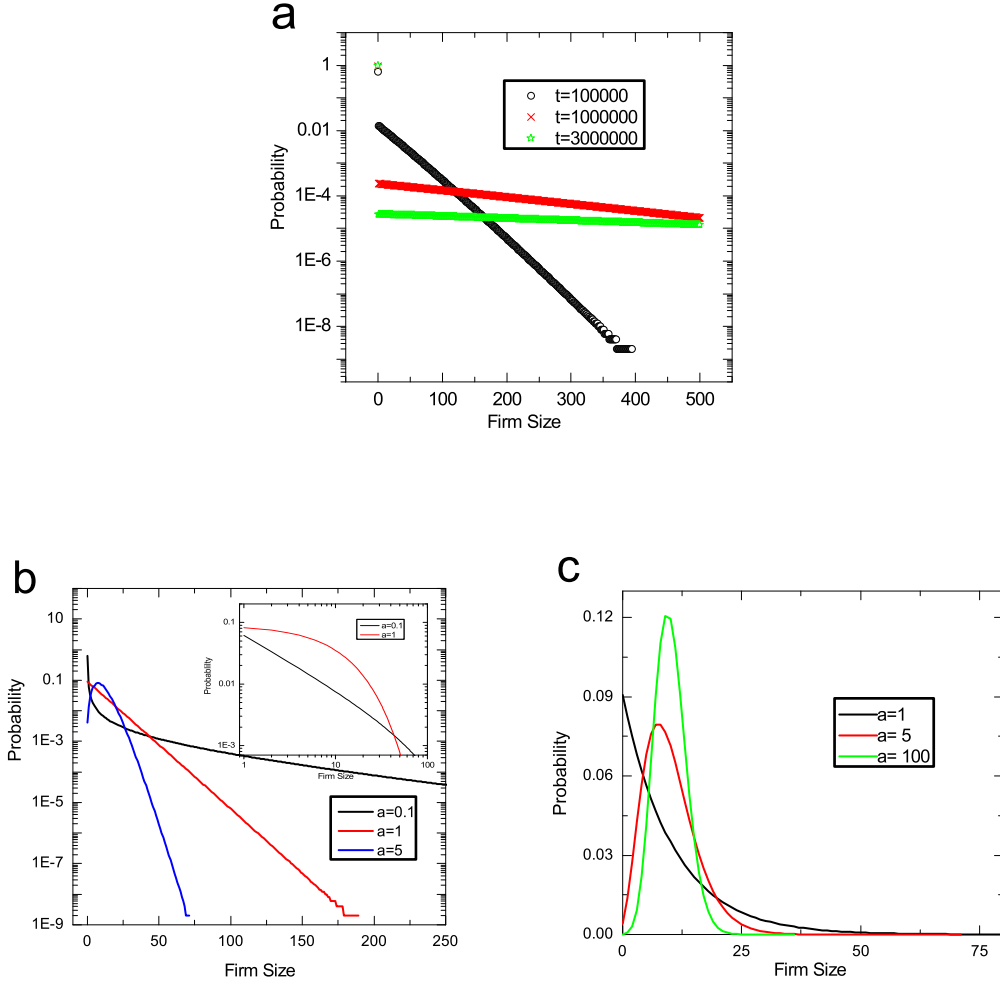 a
1
0.01
1E-4
1E-6
1E-8
Probability
t=100000
t=1000000
t=3000000
0 100 200 300 400 500
Firm Size
b
10
0.1
1E-3
1E-5
1E-7
1E-9
Probability
0.1
0.01
1E-3
Probability
a=0.1
a=1
1 10 100
Firm Size
a=0.1
a=1
a=5
0 50 100 150 200 250
Firm Size
c
0.12
0.09
0.06
0.03
0.00
Probability
a=1
a= 5
a= 100
0 25 50 75
Firm Size